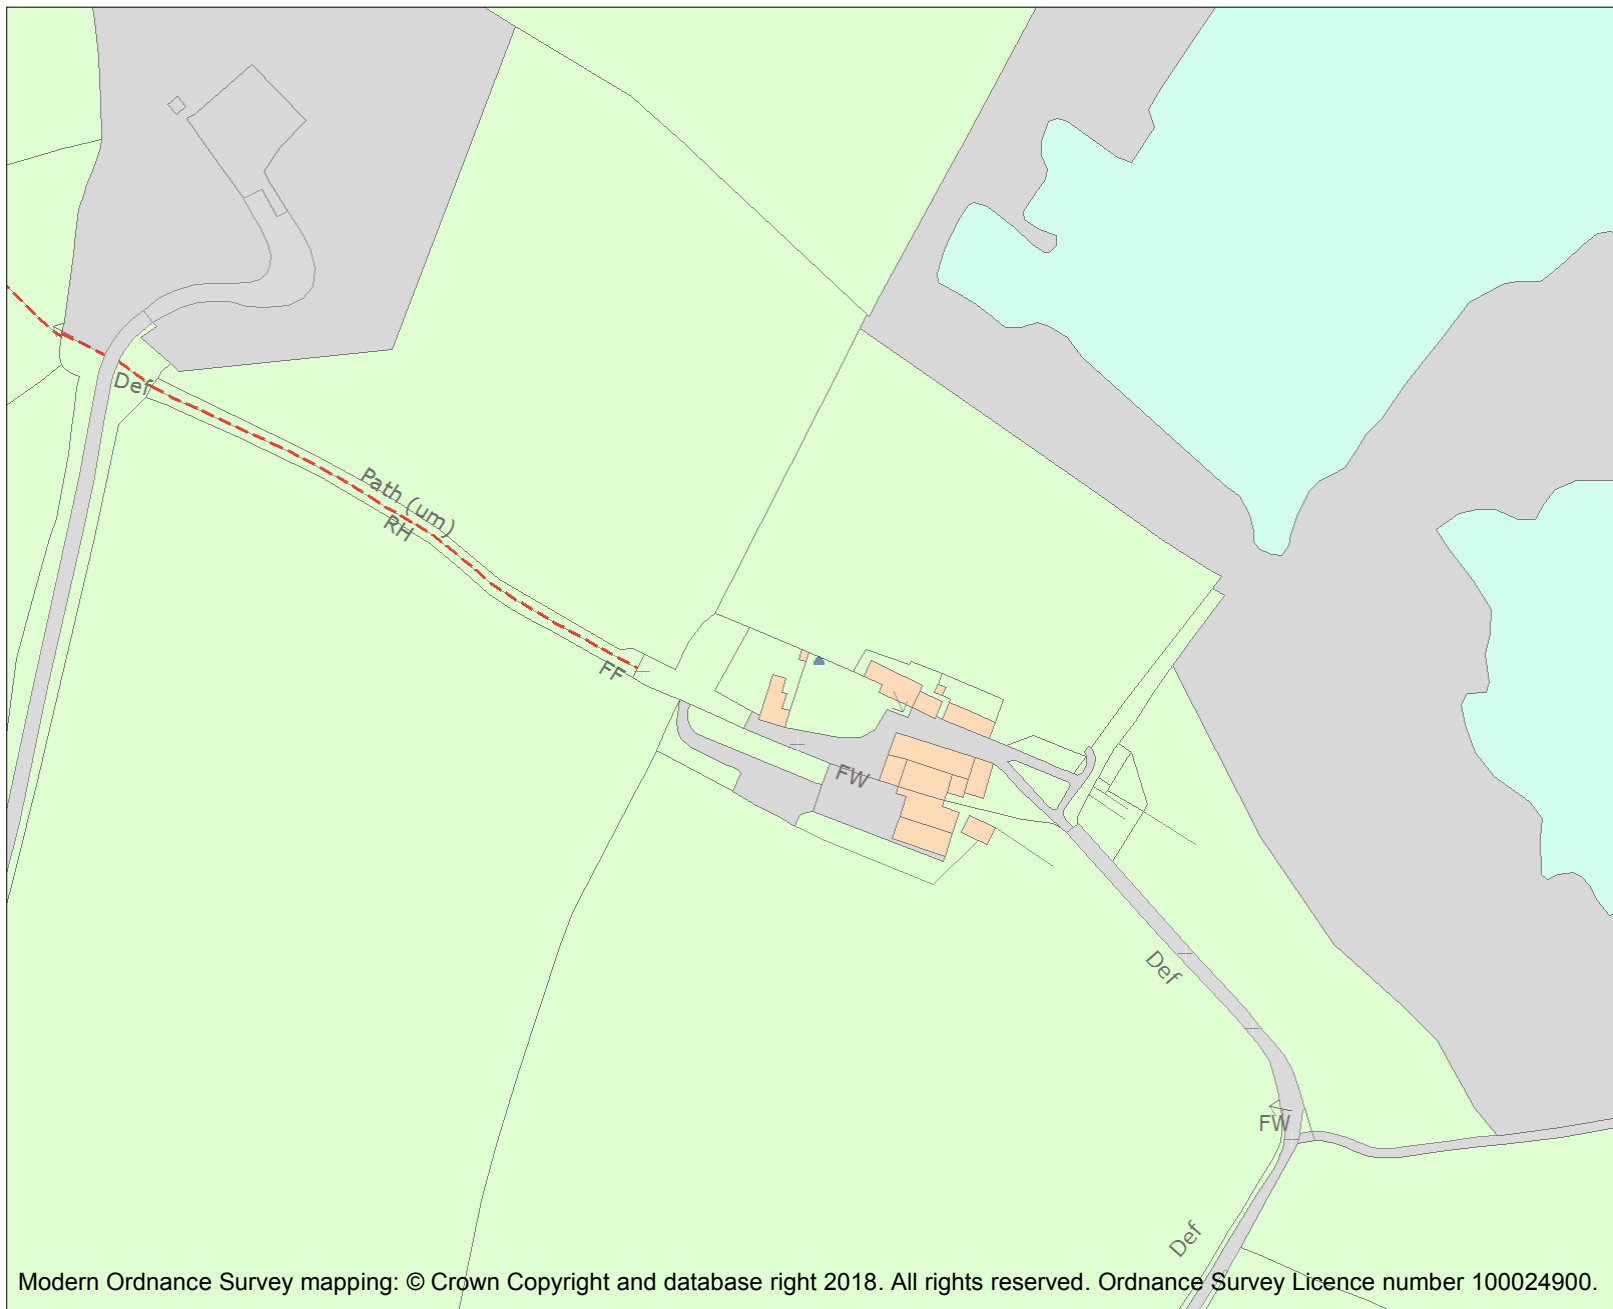 Def
Path (um)
RH
FF
FW
Def
FW
Def
Modern Ordnance Survey mapping: © Crown Copyright and database right 2018. All rights reserved. Ordnance Survey Licence number 100024900.